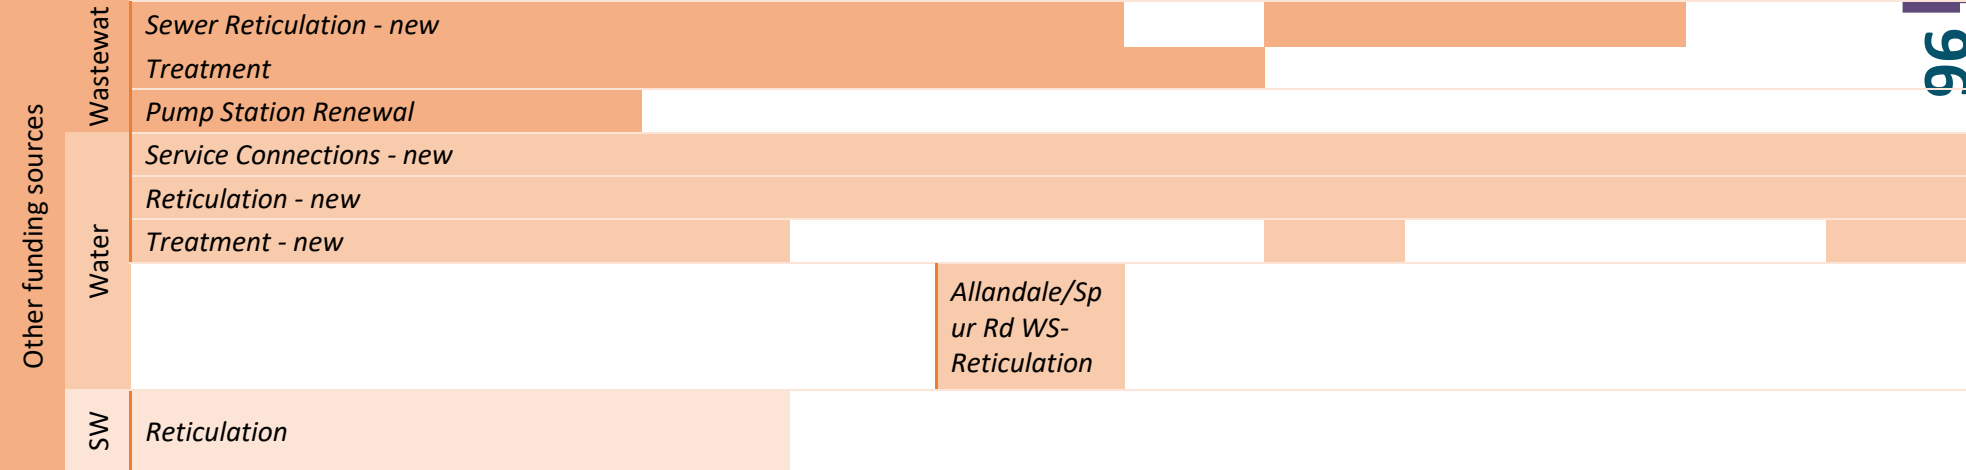 Other funding sources
Wastewat
Sewer Reticulation - new
Treatment
Pump Station Renewal
Water
Service Connections - new
Reticulation - new
Treatment - new
Allandale/Sp
ur Rd WS-
Reticulation
SW
Reticulation
96